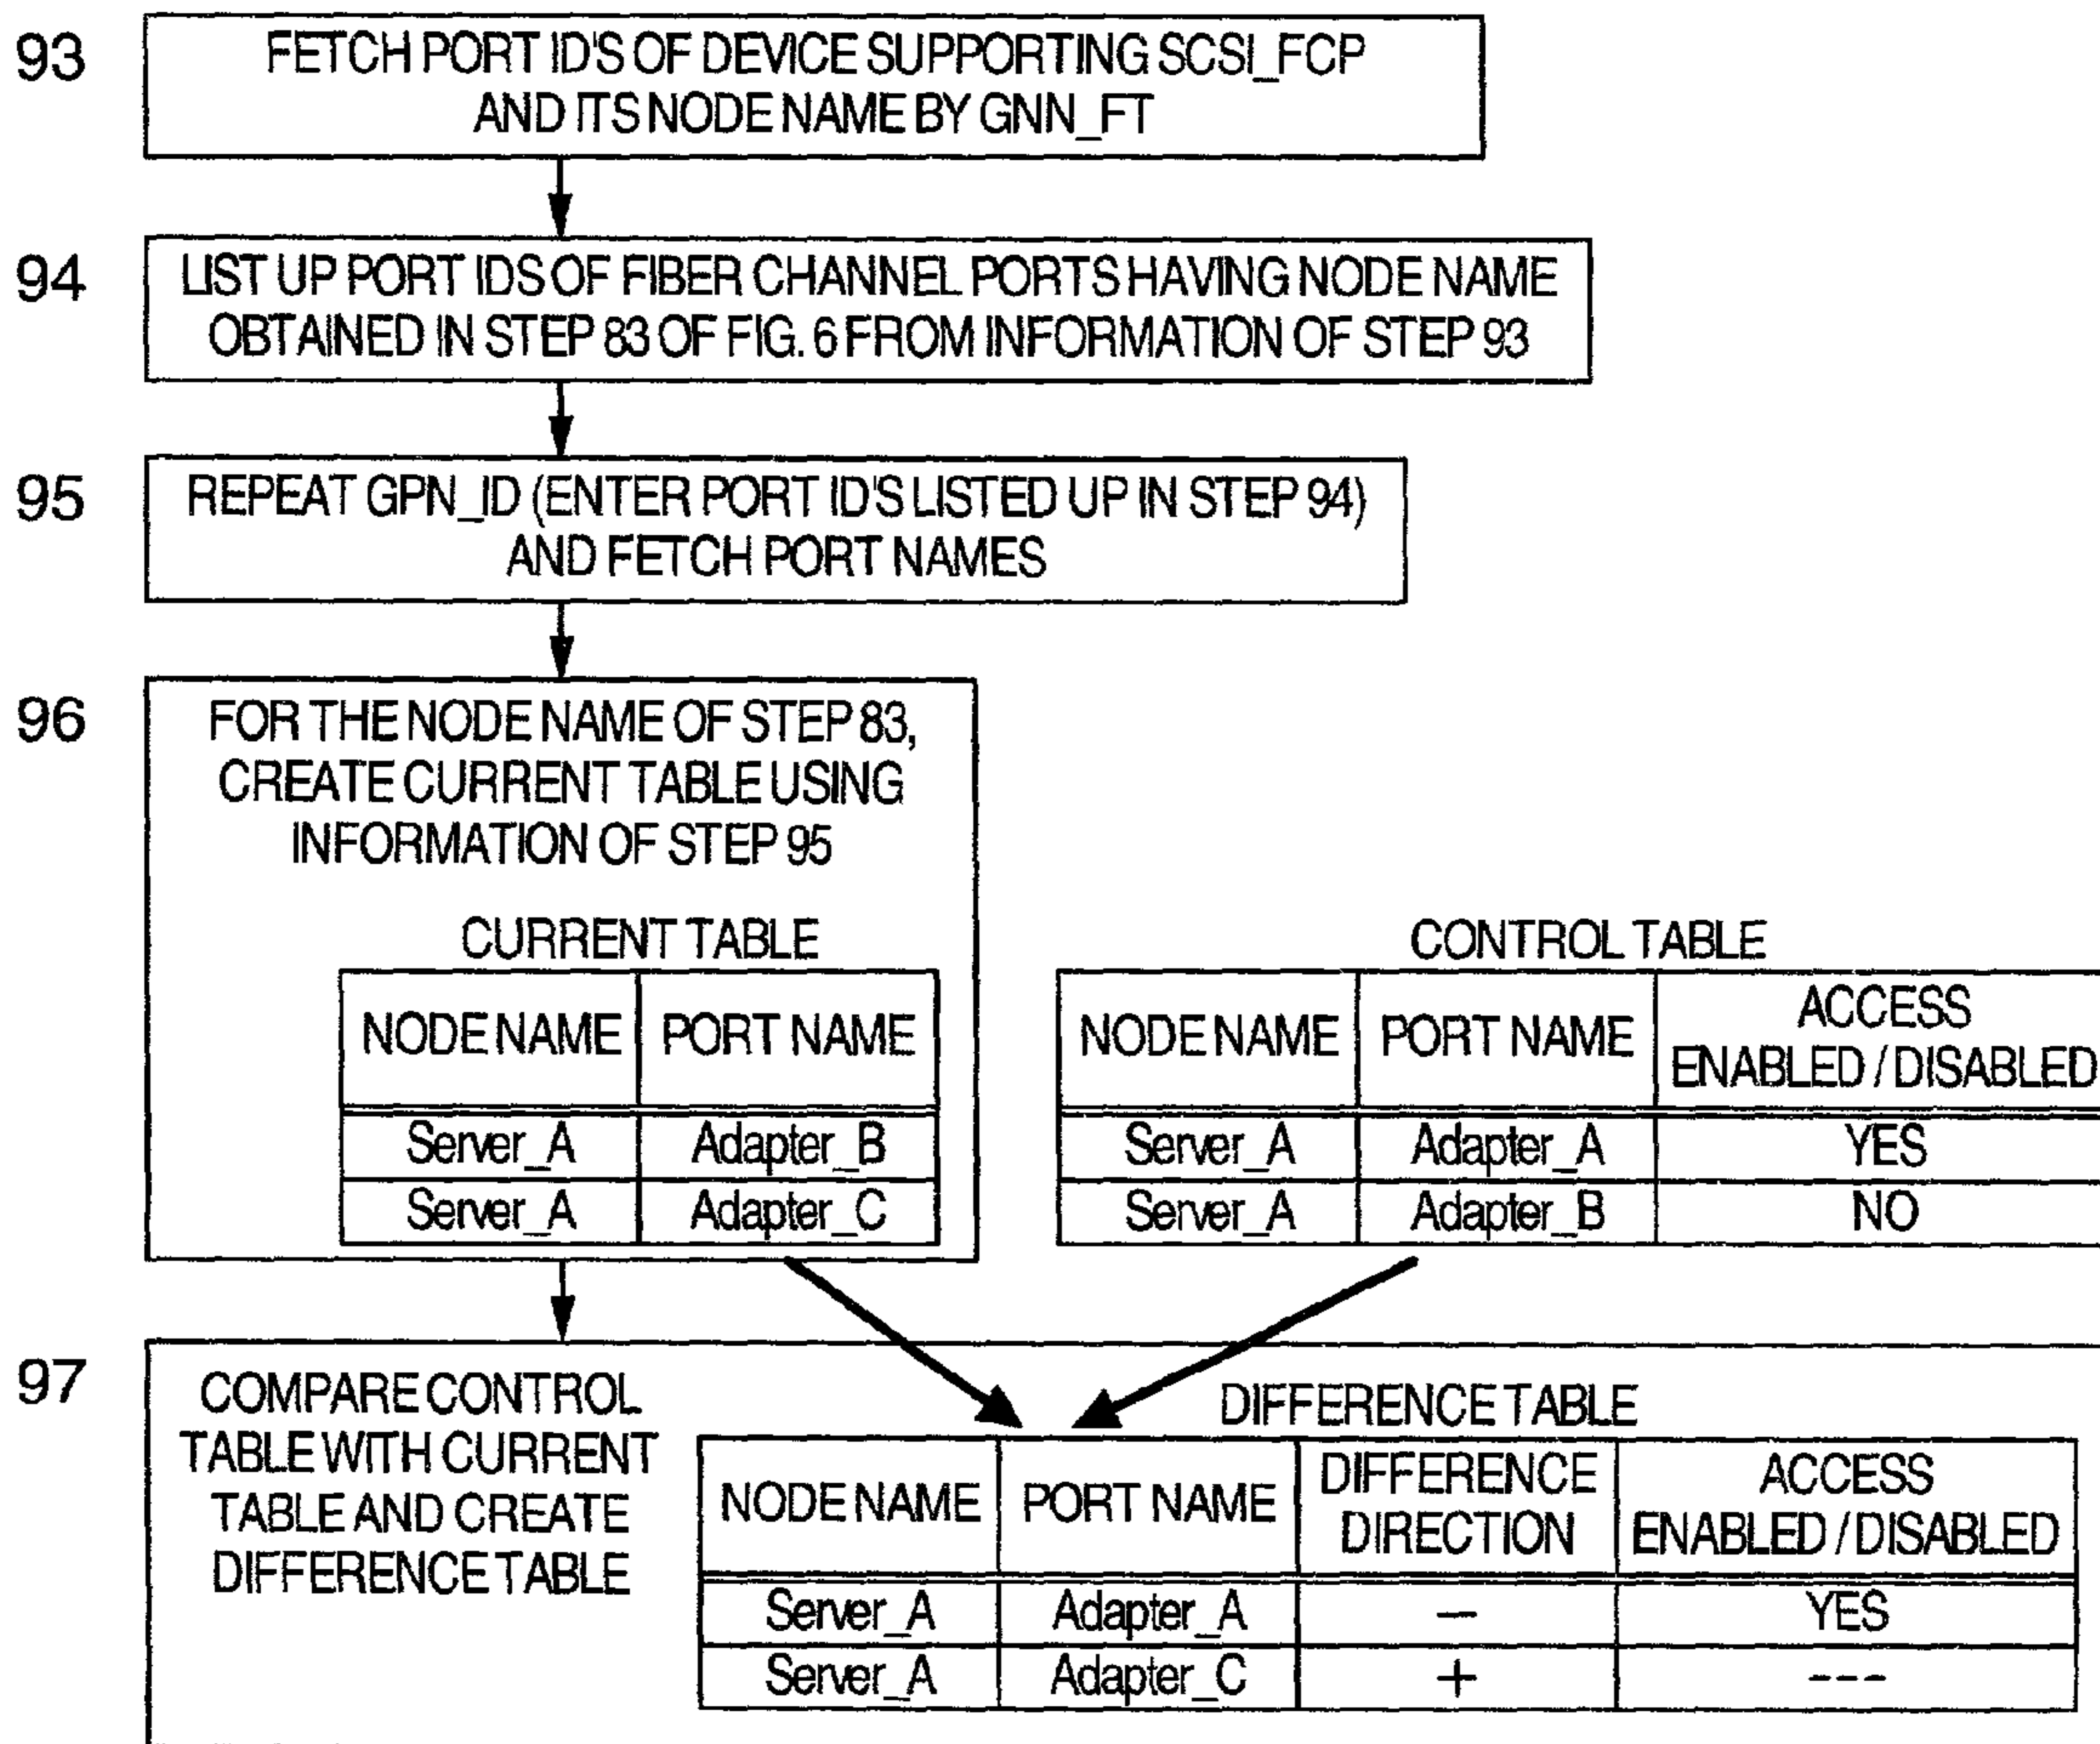 93
FETCH PORT ID'S OF DEVICE SUPPORTING SCSI_FCP
AND ITS NODE NAME BY GNN_FT
94
LIST UP PORT IDS OF FIBER CHANNEL PORTS HAVING NODE NAME
OBTAINED IN STEP 83 OF FIG. 6 FROM INFORMATION OF STEP 93
95
REPEAT GPN_ID (ENTER PORT ID'S LISTED UP IN STEP 94)
AND FETCH PORT NAMES
96
FOR THE NODE NAME OF STEP 83,
CREATE CURRENT TABLE USING
INFORMATION OF STEP 95
CURRENT TABLE
NODE NAME PORT NAME
Server_A Adapter_B
Server_A Adapter_C
CONTROL TABLE
NODE NAME PORT NAME ACCESS
ENABLED / DISABLED
Server_A Adapter_A YES
Server_A Adapter_B NO
97
COMPARE CONTROL
TABLE WITH CURRENT
TABLE AND CREATE
DIFFERENCE TABLE
DIFFERENCE TABLE
NODE NAME PORT NAME DIFFERENCE
DIRECTION ACCESS
ENABLED / DISABLED
Server_A Adapter_A − YES
Server_A Adapter_C + ---